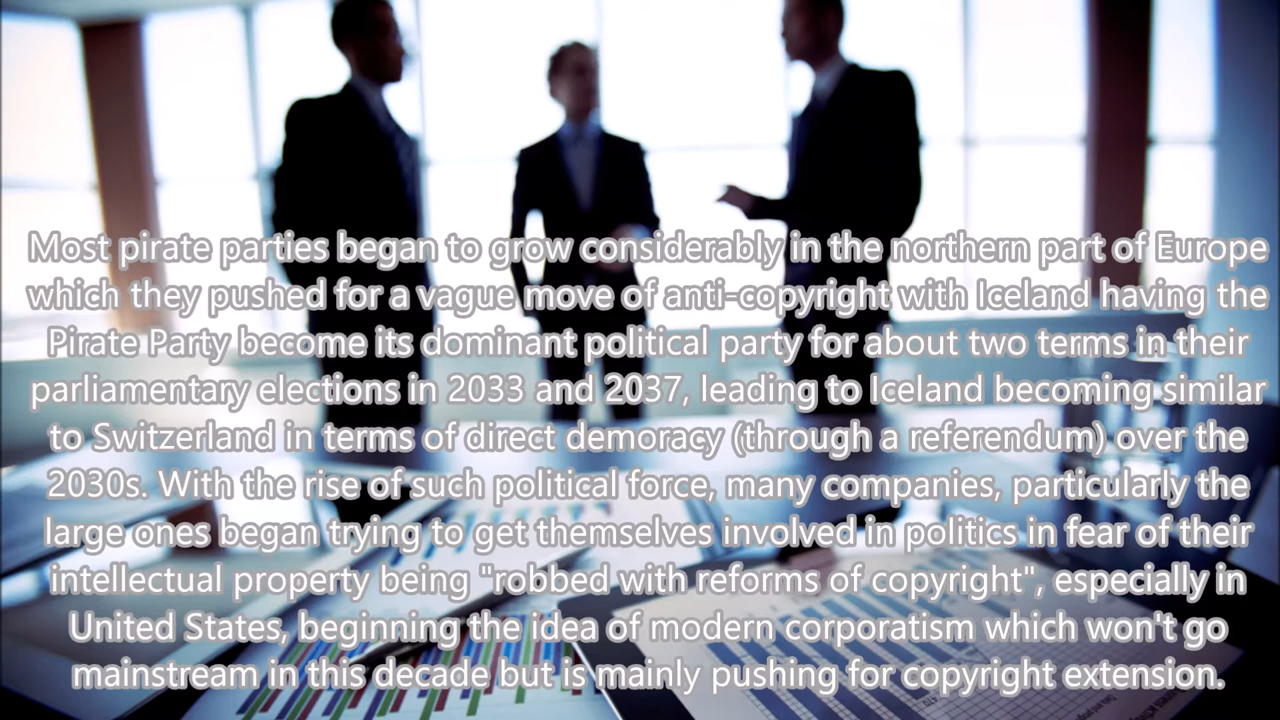 Most pirate parties began to grow considerably in the northern part of Europe
which they pushed for a vague move of anti-copyright with Iceland having the
Pirate Party become its dominant political party for about two terms in their
parliamentary elections in 2033 and 2037, leading to Iceland becoming similar
to Switzerland in terms of direct demoracy (through a referendum) over the
2030s. With the rise of such political force, many companies, particularly the
large ones began trying to get themselves involved in politics in fear of their
intellectual property being "robbed with reforms of copyright", especially in
United States, beginning the idea of modern corporatism which won't go
mainstream in this decade but is mainly pushing for copyright extension.